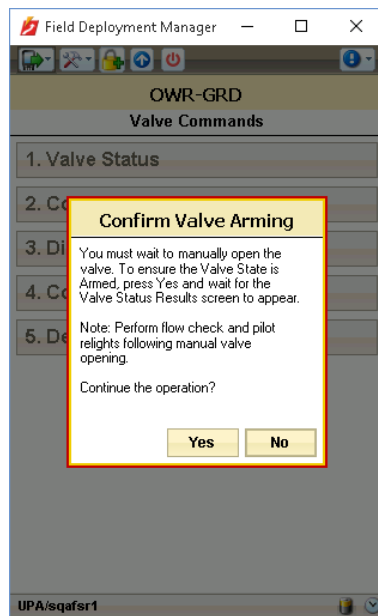 Field Deployment Manager
OWR-GRD
Valve Commands
1. Valve Status
2. Co
3. Di
4. Co
5. De
Confirm Valve Arming
You must wait to manually open the
valve. To ensure the Valve State is
Armed, press Yes and wait for the
Valve Status Results screen to appear.
Note: Perform flow check and pilot
relights following manual valve
opening.
Continue the operation?
Yes No
UPA/sqafsr1